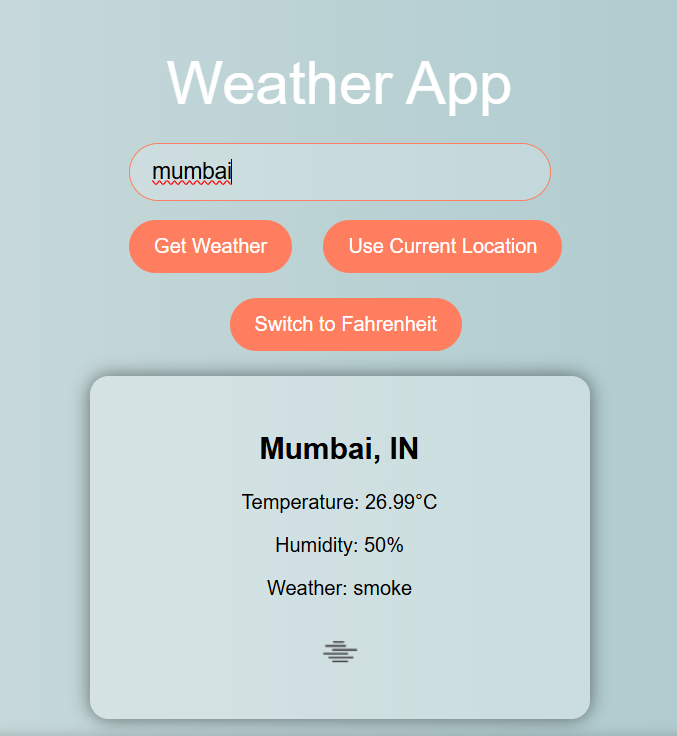 Weather App
mumbai
Get Weather
Use Current Location
Switch to Fahrenheit
Mumbai, IN
Temperature: 26.99°C
Humidity: 50%
Weather: smoke